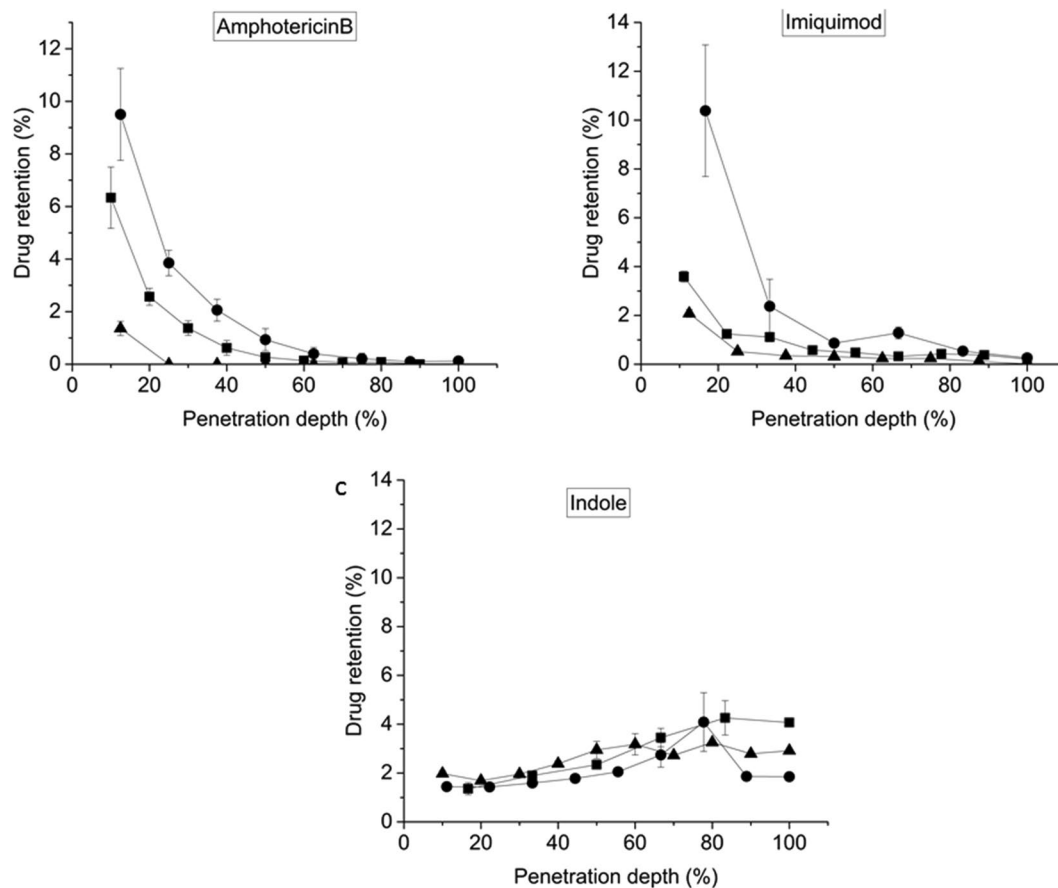 AmphotericinB
12
10
8
6
4
2
0
Drug retention (%)
0 20 40 60 80 100
Penetration depth (%)
Imiquimod
14
12
10
8
6
4
2
0
Drug retention (%)
0 20 40 60 80 100
Penetration depth (%)
c
Indole
14
12
10
8
6
4
2
0
Drug retention (%)
0 20 40 60 80 100
Penetration depth (%)